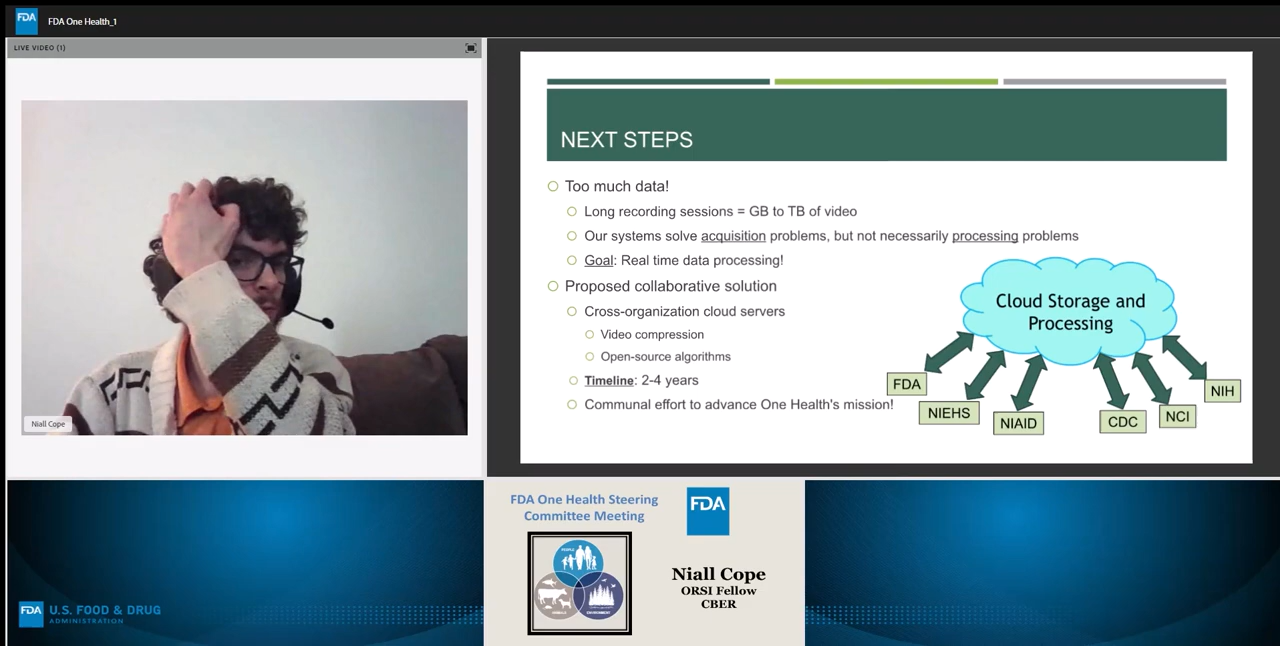 FDA FDA One Health_1
LIVE VIDEO (1)
Niall Cope
NEXT STEPS
Too much data!
Long recording sessions = GB to TB of video
Our systems solve acquisition problems, but not necessarily processing problems
Goal: Real time data processing!
Proposed collaborative solution
Cross-organization cloud servers
Video compression
Open-source algorithms
Timeline: 2-4 years
Communal effort to advance One Health's mission!
Cloud Storage and
Processing
FDA
NIEHS
NIAID
CDC
NCI
NIH
FDA U.S. FOOD & DRUG
ADMINISTRATION
FDA One Health Steering
Committee Meeting
PEOPLE
ENVIRONMENT
FDA
Niall Cope
ORSI Fellow
CBER